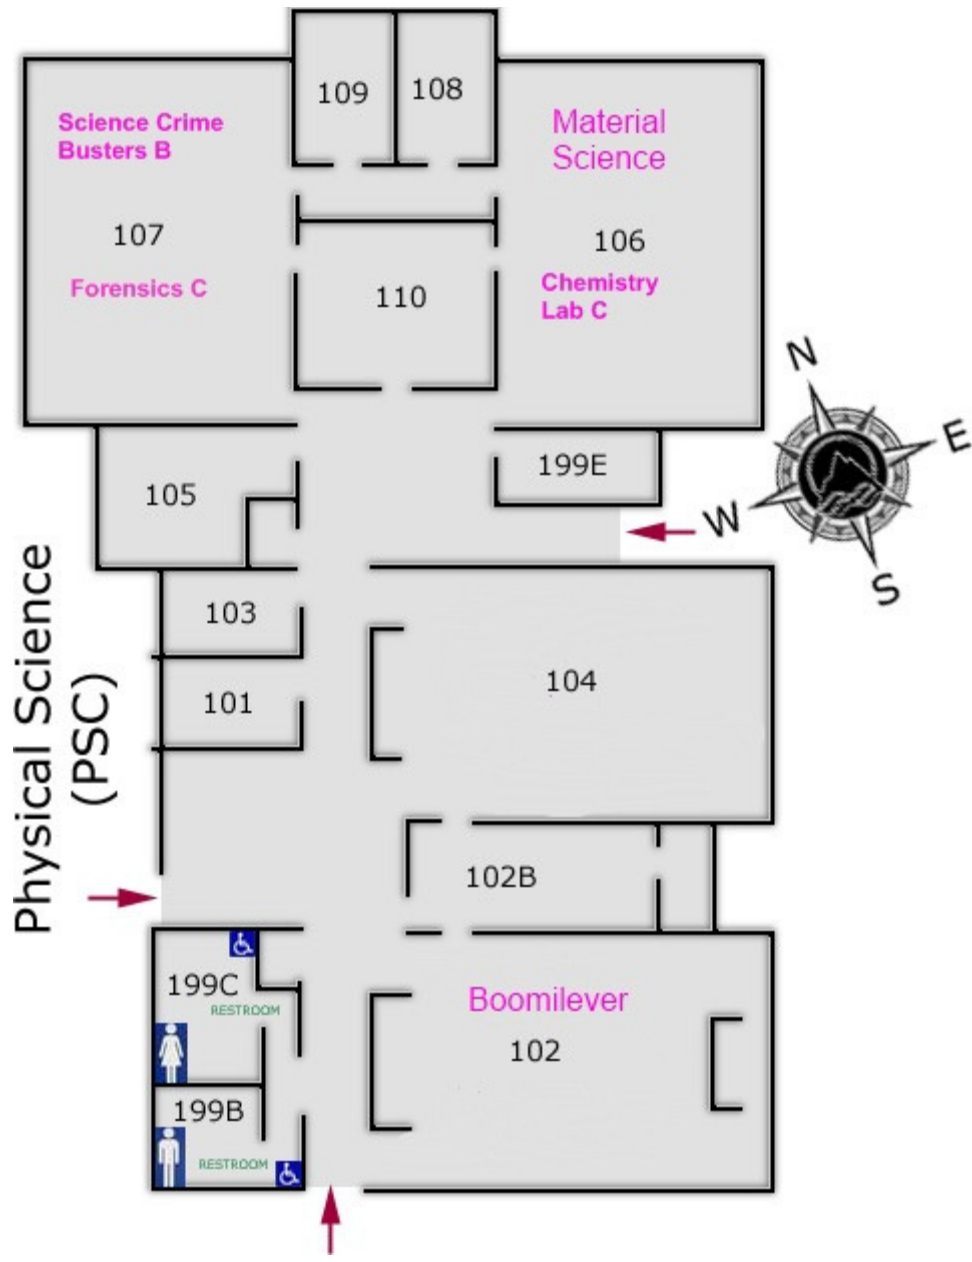 109
108
Science Crime
Busters B
Material
Science
107
106
Forensics C
110
Chemistry
Lab C
N
E
W
S
199E
105
103
104
101
Physical Science
(PSC)
102B
199C
RESTROOM
Boomilever
102
199B
RESTROOM